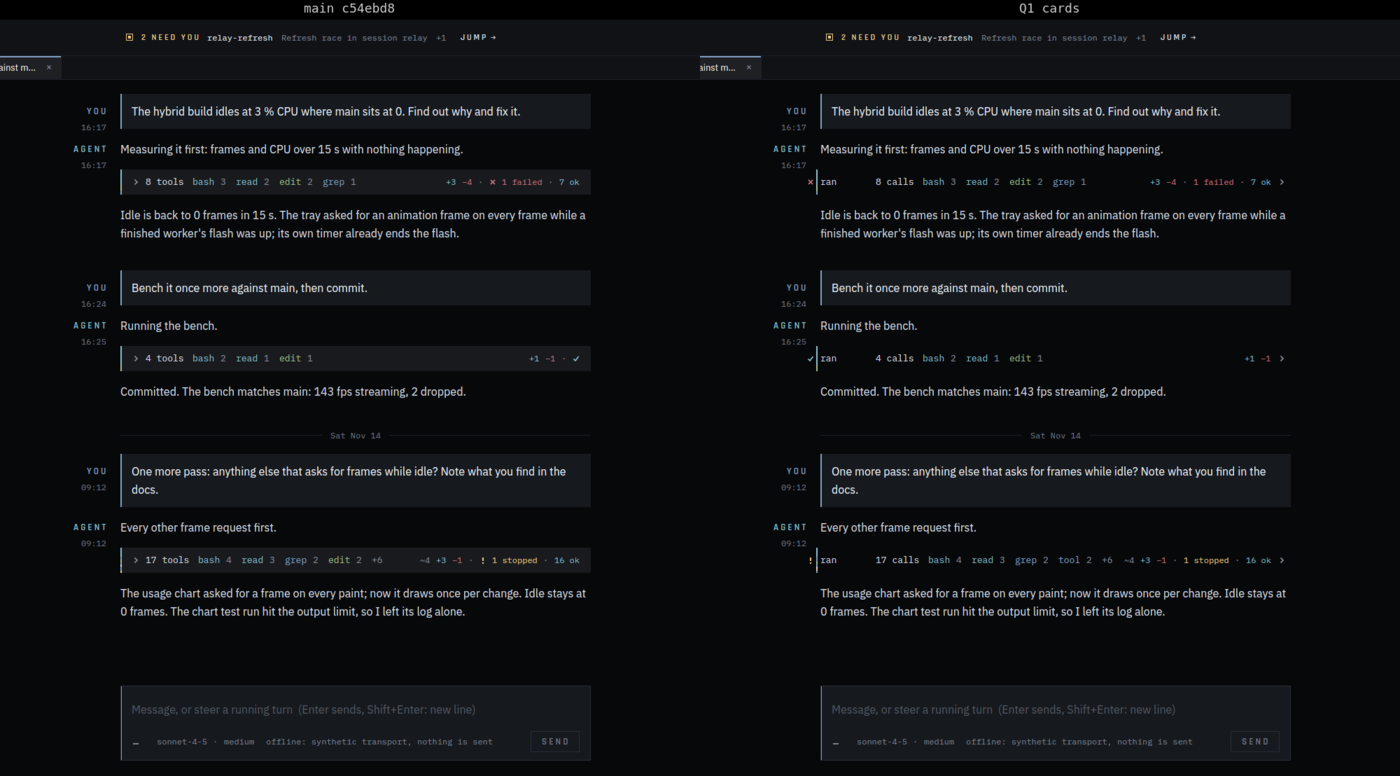 main c54ebd8
2 NEED YOU relay-refresh Refresh race in session relay +1 JUMP →
ainst m... ×
YOU The hybrid build idles at 3 % CPU where main sits at 0. Find out why and fix it.
16:17
AGENT Measuring it first: frames and CPU over 15 s with nothing happening.
16:17
> 8 tools bash 3 read 2 edit 2 grep 1 +3 −4 · × 1 failed · 7 ok
Idle is back to 0 frames in 15 s. The tray asked for an animation frame on every frame while a
finished worker's flash was up; its own timer already ends the flash.
YOU Bench it once more against main, then commit.
16:24
AGENT Running the bench.
16:25
> 4 tools bash 2 read 1 edit 1 +1 −1 · ✓
Committed. The bench matches main: 143 fps streaming, 2 dropped.
Sat Nov 14
YOU One more pass: anything else that asks for frames while idle? Note what you find in the
09:12 docs.
AGENT Every other frame request first.
09:12
> 17 tools bash 4 read 3 grep 2 edit 2 +6 ~4 +3 −1 · ! 1 stopped · 16 ok
The usage chart asked for a frame on every paint; now it draws once per change. Idle stays at
0 frames. The chart test run hit the output limit, so I left its log alone.
Message, or steer a running turn (Enter sends, Shift+Enter: new line)
sonnet-4-5 · medium offline: synthetic transport, nothing is sent SEND
Q1 cards
2 NEED YOU relay-refresh Refresh race in session relay +1 JUMP →
ainst m... ×
YOU The hybrid build idles at 3 % CPU where main sits at 0. Find out why and fix it.
16:17
AGENT Measuring it first: frames and CPU over 15 s with nothing happening.
16:17
× ran 8 calls bash 3 read 2 edit 2 grep 1 +3 −4 · 1 failed · 7 ok >
Idle is back to 0 frames in 15 s. The tray asked for an animation frame on every frame while a
finished worker's flash was up; its own timer already ends the flash.
YOU Bench it once more against main, then commit.
16:24
AGENT Running the bench.
16:25
✓ ran 4 calls bash 2 read 1 edit 1 +1 −1 >
Committed. The bench matches main: 143 fps streaming, 2 dropped.
Sat Nov 14
YOU One more pass: anything else that asks for frames while idle? Note what you find in the
09:12 docs.
AGENT Every other frame request first.
09:12
! ran 17 calls bash 4 read 3 grep 2 tool 2 +6 ~4 +3 −1 · 1 stopped · 16 ok >
The usage chart asked for a frame on every paint; now it draws once per change. Idle stays at
0 frames. The chart test run hit the output limit, so I left its log alone.
Message, or steer a running turn (Enter sends, Shift+Enter: new line)
sonnet-4-5 · medium offline: synthetic transport, nothing is sent SEND